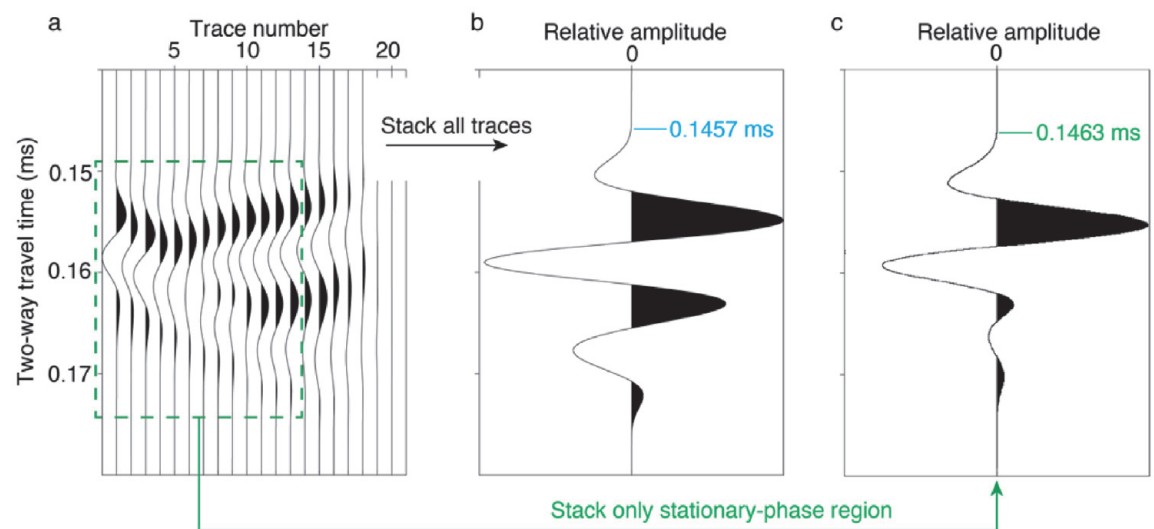 a
Trace number
5 10 15 20
Two-way travel time (ms)
0.15
0.16
0.17
Stack all traces
b
Relative amplitude
0
0.1457 ms
c
Relative amplitude
0
0.1463 ms
Stack only stationary-phase region